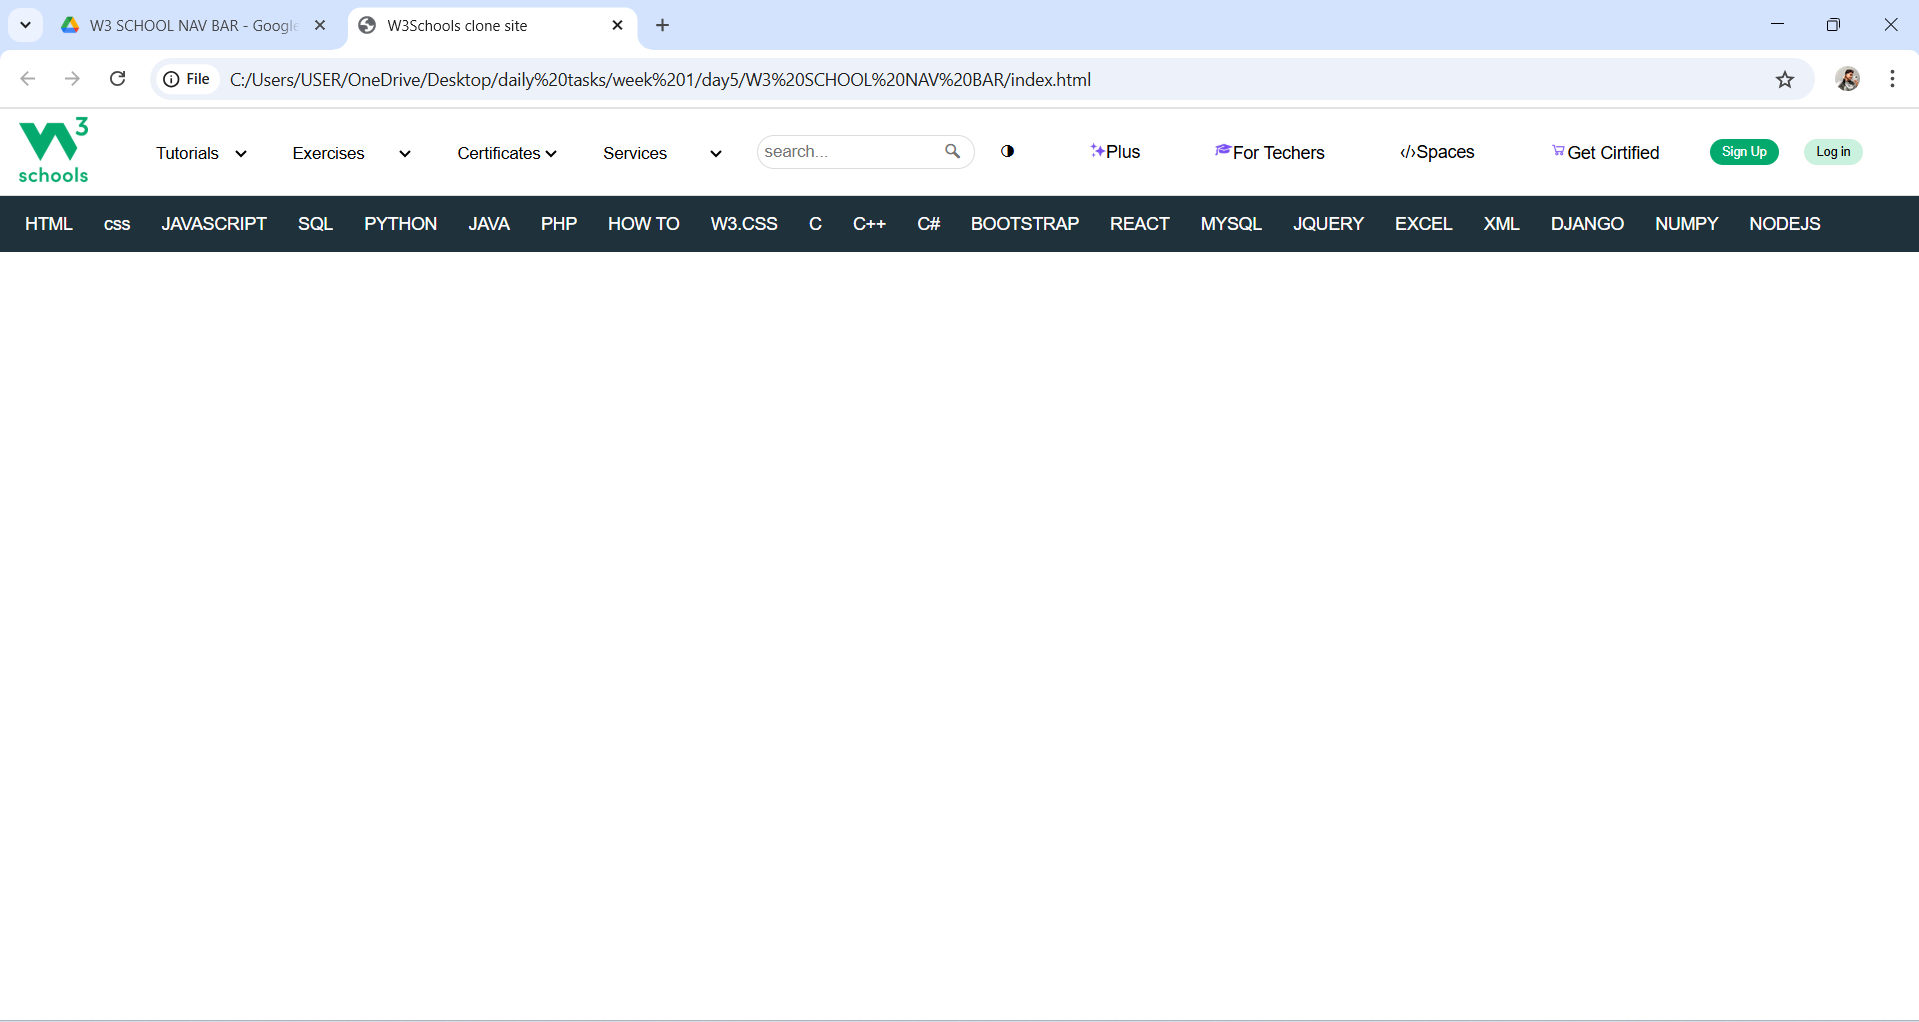 W3 SCHOOL NAV BAR - Google
W3Schools clone site
File
C:/Users/USER/OneDrive/Desktop/daily%20tasks/week%201/day5/W3%20SCHOOL%20NAV%20BAR/index.html
W3 schools
Tutorials Exercises Certificates Services search... Plus For Techers </>Spaces Get Cirtified Sign Up Log in
HTML css JAVASCRIPT SQL PYTHON JAVA PHP HOW TO W3.CSS C C++ C# BOOTSTRAP REACT MYSQL JQUERY EXCEL XML DJANGO NUMPY NODEJS